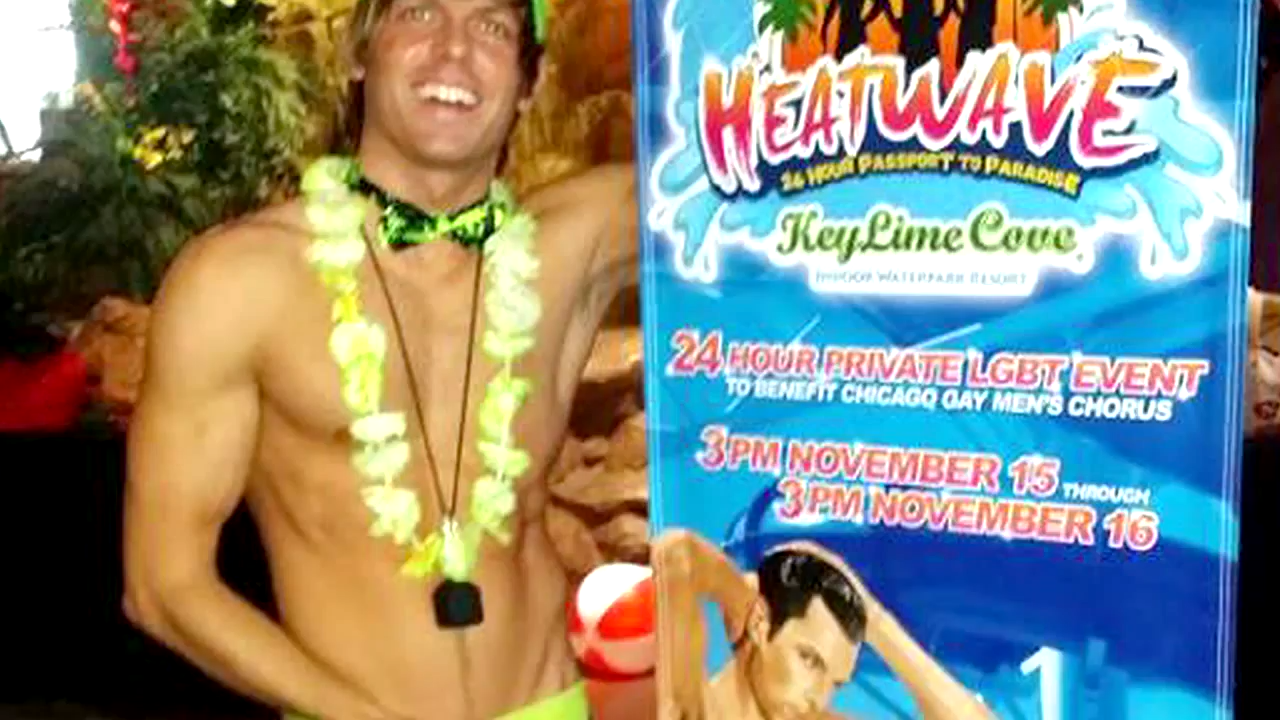 HEATWAVE
24 HOUR PASSPORT TO PARADISE
KeyLime Cove
INDOOR WATERPARK RESORT
24 HOUR PRIVATE LGBT EVENT
TO BENEFIT CHICAGO GAY MEN'S CHORUS
3PM NOVEMBER 15 THROUGH
3PM NOVEMBER 16
1